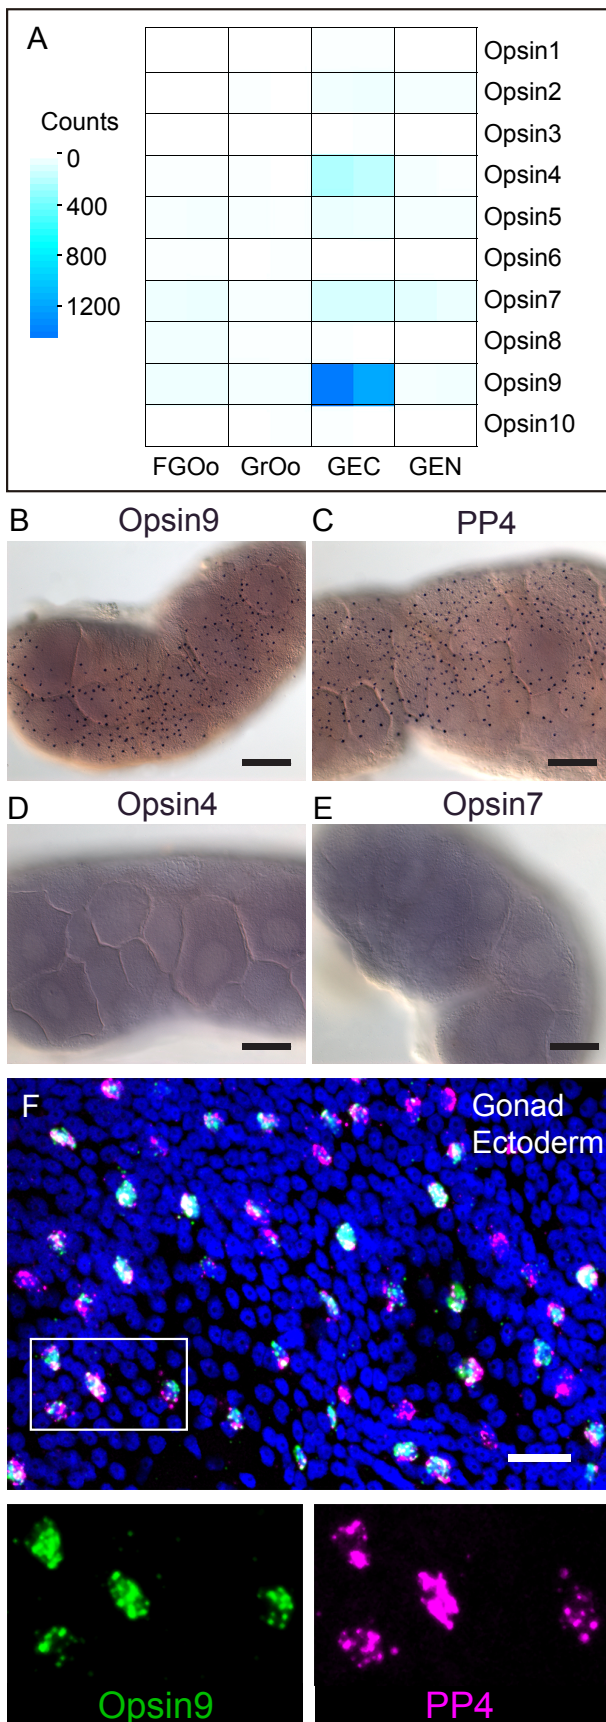 A
Counts
0
400
800
1200
Opsin1
Opsin2
Opsin3
Opsin4
Opsin5
Opsin6
Opsin7
Opsin8
Opsin9
Opsin10
FGOo GrOo GEC GEN
B Opsin9
C PP4
D Opsin4
E Opsin7
F Gonad
Ectoderm
Opsin9
PP4